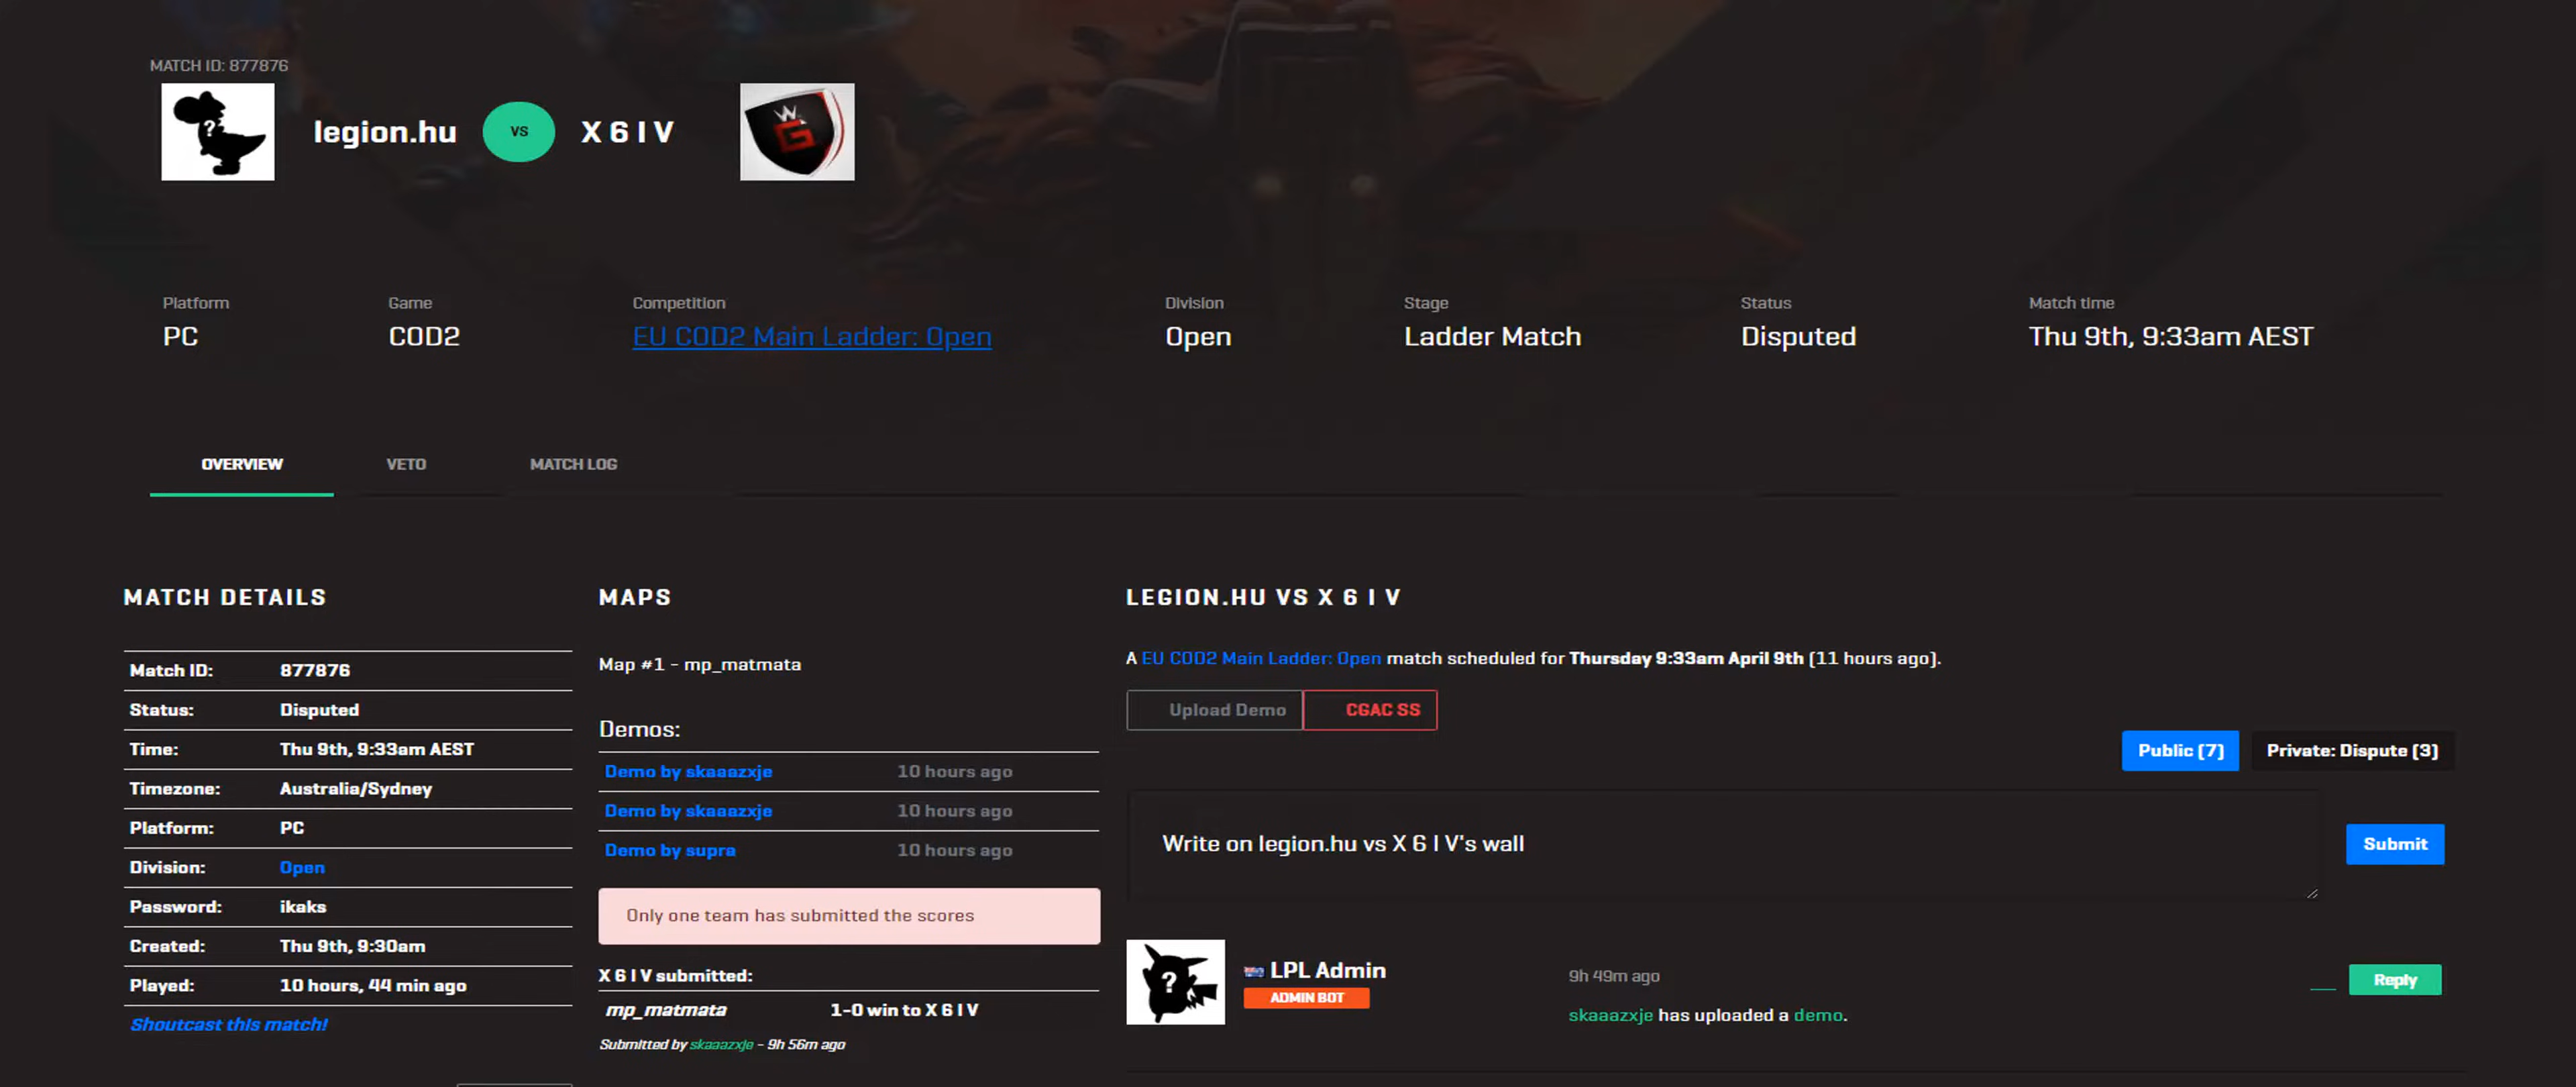 MATCH ID: 877876
legion.hu VS X 6 I V
Platform
PC
Game
COD2
Competition
EU COD2 Main Ladder: Open
Division
Open
Stage
Ladder Match
Status
Disputed
Match time
Thu 9th, 9:33am AEST
OVERVIEW VETO MATCH LOG
MATCH DETAILS
Match ID: 877876
Status: Disputed
Time: Thu 9th, 9:33am AEST
Timezone: Australia/Sydney
Platform: PC
Division: Open
Password: ikaks
Created: Thu 9th, 9:30am
Played: 10 hours, 44 min ago
Shoutcast this match!
MAPS
Map #1 - mp_matmata
Demos:
Demo by skaaazxje 10 hours ago
Demo by skaaazxje 10 hours ago
Demo by supra 10 hours ago
Only one team has submitted the scores
X 6 I V submitted:
mp_matmata 1-0 win to X 6 I V
Submitted by skaaazxje - 9h 56m ago
LEGION.HU VS X 6 I V
A EU COD2 Main Ladder: Open match scheduled for Thursday 9:33am April 9th (11 hours ago).
Upload Demo CGAC SS
Public (7) Private: Dispute (3)
Write on legion.hu vs X 6 I V's wall
Submit
LPL Admin
ADMIN BOT
9h 49m ago
Reply
skaaazxje has uploaded a demo.